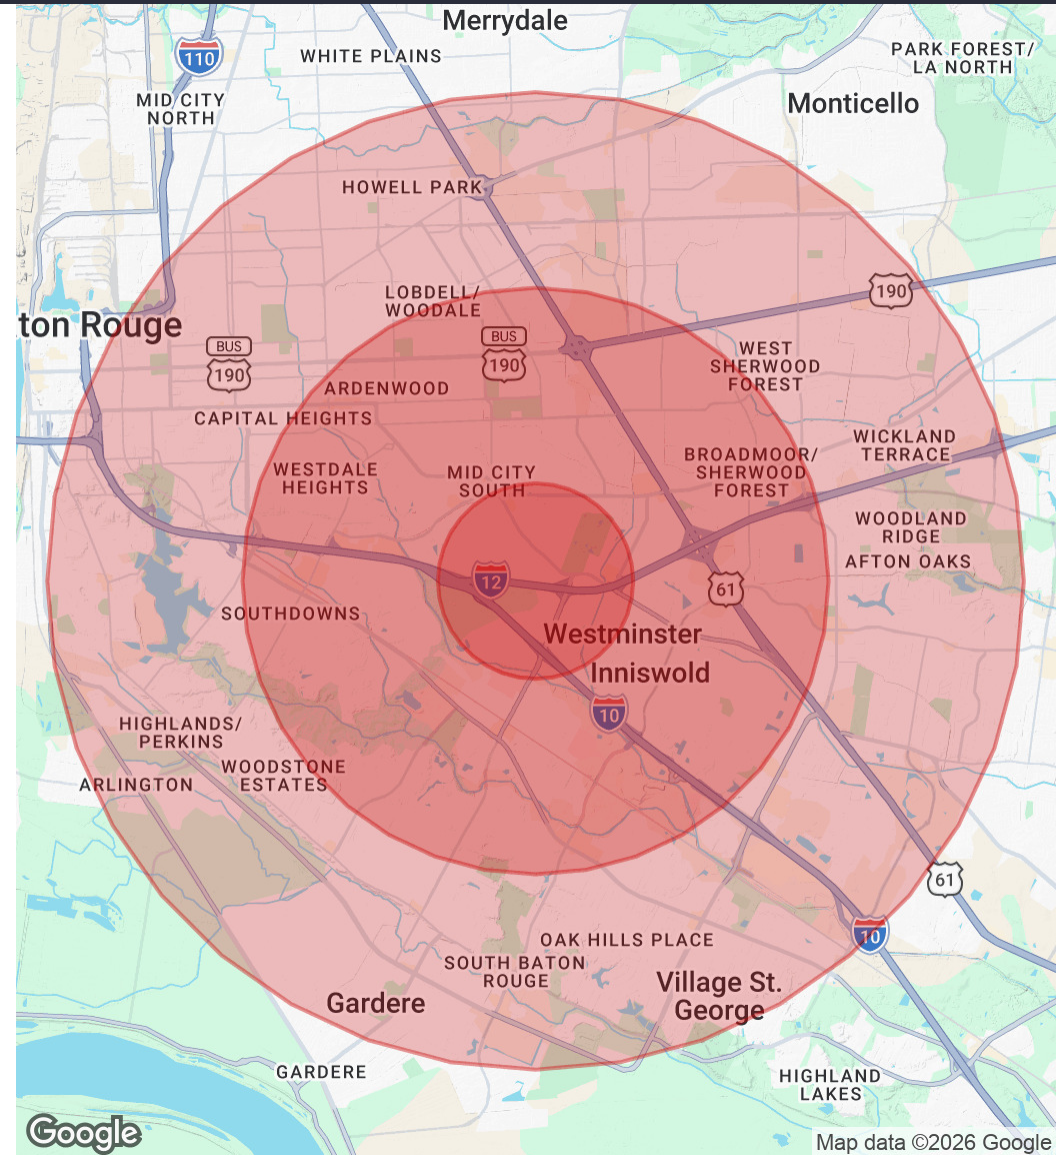 Merrydale
110
WHITE PLAINS
PARK FOREST/
LA NORTH
MID CITY
NORTH
Monticello
HOWELL PARK
190
LOBDELL/
WOODALE
ton Rouge
BUS
190
BUS
190
WEST
SHERWOOD
FOREST
ARDENWOOD
CAPITAL HEIGHTS
WICKLAND
TERRACE
WESTDALE
HEIGHTS
MID CITY
SOUTH
BROADMOOR/
SHERWOOD
FOREST
WOODLAND
RIDGE
AFTON OAKS
12
61
SOUTHDOWNS
Westminster
Inniswold
10
HIGHLANDS/
PERKINS
WOODSTONE
ESTATES
ARLINGTON
61
10
OAK HILLS PLACE
SOUTH BATON
ROUGE
Village St.
George
Gardere
GARDERE
HIGHLAND
LAKES
Google
Map data ©2026 Google